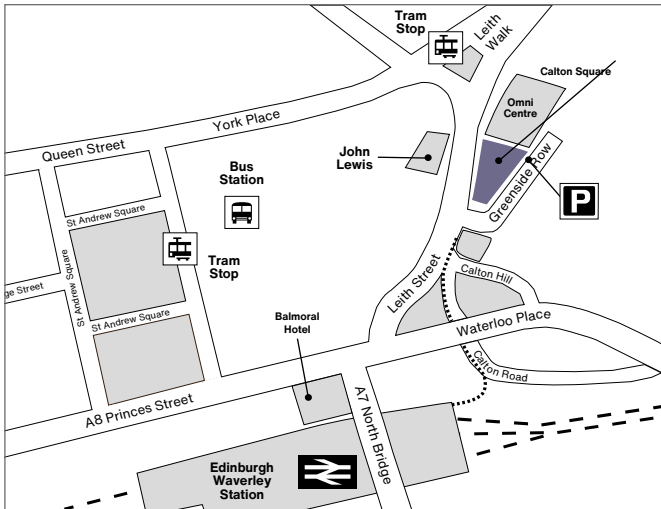 Tram
Stop
Leith
Walk
Calton Square
Omni
Centre
York Place
Queen Street
John
Lewis
Greenside Row
P
Bus
Station
St Andrew Square
St Andrew Square
Tram
Stop
ge Street
Leith Street
Calton Hill
St Andrew Square
Balmoral
Hotel
Waterloo Place
Calton Road
A8 Princes Street
A7 North Bridge
Edinburgh
Waverley
Station